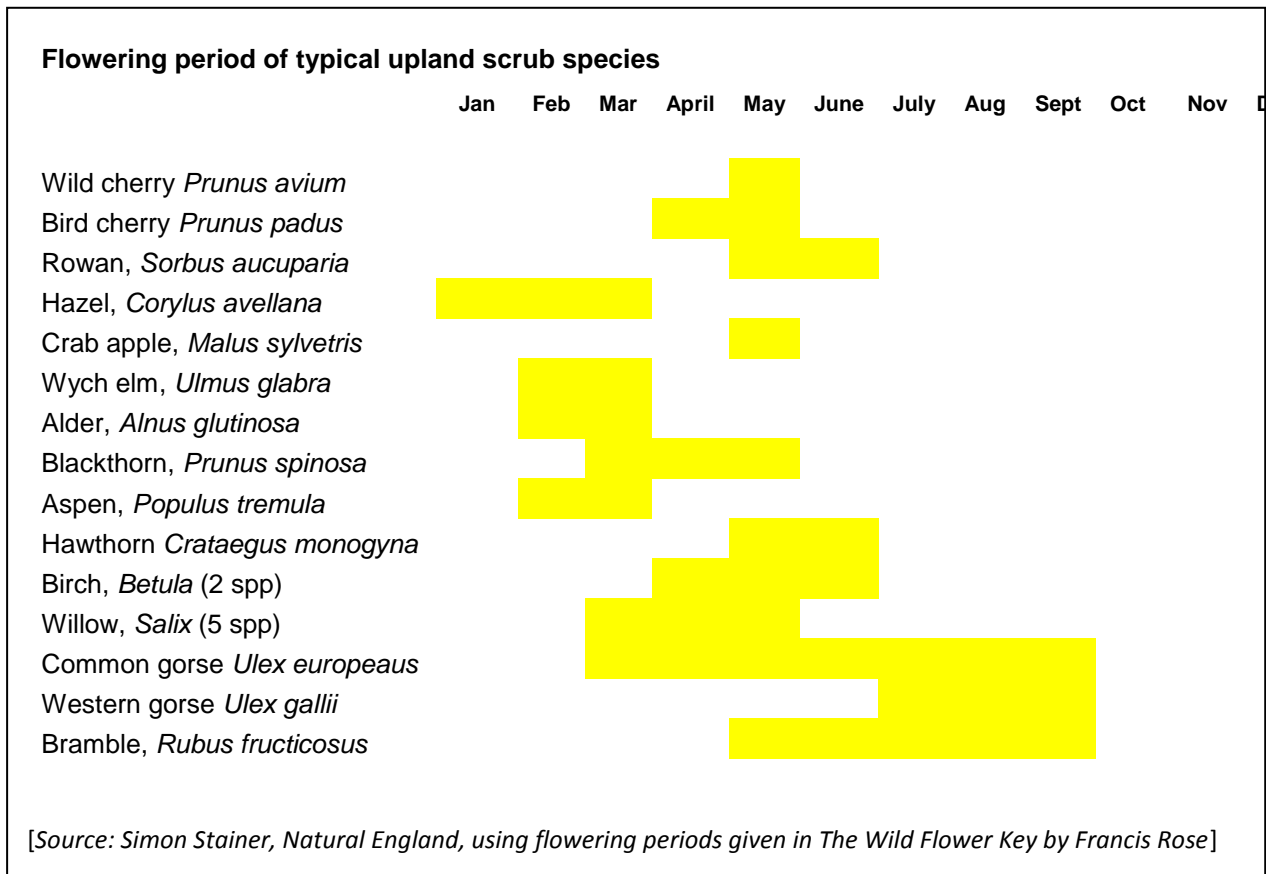 Flowering period of typical upland scrub species
Jan Feb Mar April May June July Aug Sept Oct Nov
Wild cherry Prunus avium
Bird cherry Prunus padus
Rowan, Sorbus aucuparia
Hazel, Corylus avellana
Crab apple, Malus sylvetris
Wych elm, Ulmus glabra
Alder, Alnus glutinosa
Blackthorn, Prunus spinosa
Aspen, Populus tremula
Hawthorn Crataegus monogyna
Birch, Betula (2 spp)
Willow, Salix (5 spp)
Common gorse Ulex europeaus
Western gorse Ulex gallii
Bramble, Rubus fructicosus
[Source: Simon Stainer, Natural England, using flowering periods given in The Wild Flower Key by Francis Rose]